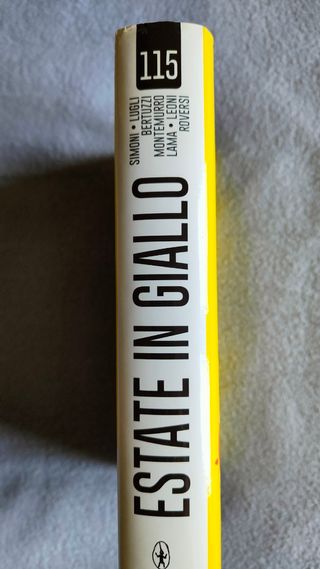 115
SIMONI • LUGLI
BERTUZZI
MONTEMURRO
LAMA • LEONI
ROVERSI
ESTATE IN GIALLO